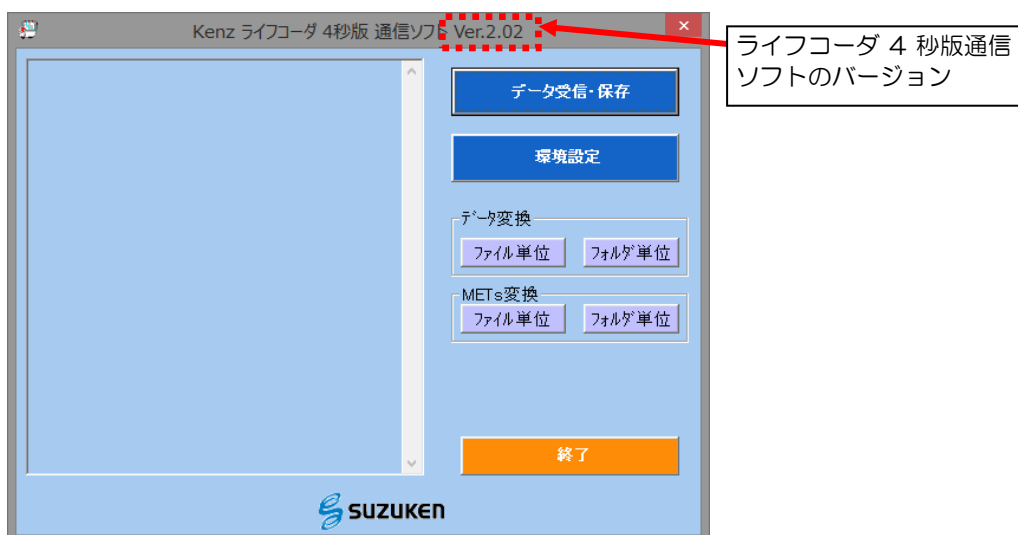 Kenz ライフコーダ 4秒版 通信ソフト Ver.2.02
ライフコーダ 4 秒版通信
ソフトのバージョン
データ受信・保存
環境設定
ﾃﾞｰﾀ変換
ﾌｧｲﾙ単位 ﾌｫﾙﾀﾞ単位
METs変換
ﾌｧｲﾙ単位 ﾌｫﾙﾀﾞ単位
終了
SUZUKEN